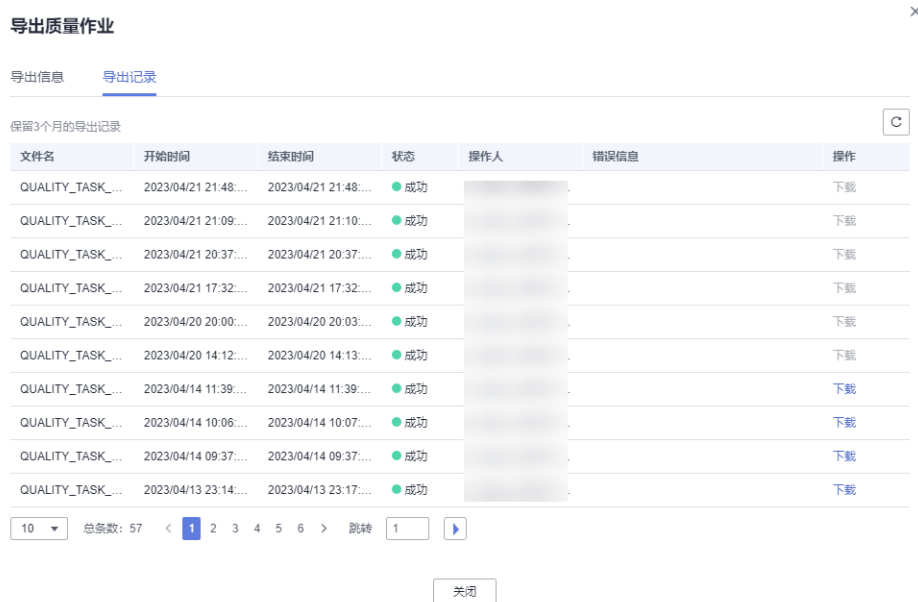 导出质量作业
导出信息 导出记录
保留3个月的导出记录
文件名 开始时间 结束时间 状态 操作人 错误信息 操作
QUALITY_TASK_... 2023/04/21 21:48:... 2023/04/21 21:48:... 成功 下载
QUALITY_TASK_... 2023/04/21 21:09:... 2023/04/21 21:10:... 成功 下载
QUALITY_TASK_... 2023/04/21 20:37:... 2023/04/21 20:37:... 成功 下载
QUALITY_TASK_... 2023/04/21 17:32:... 2023/04/21 17:32:... 成功 下载
QUALITY_TASK_... 2023/04/20 20:00:... 2023/04/20 20:03:... 成功 下载
QUALITY_TASK_... 2023/04/20 14:12:... 2023/04/20 14:13:... 成功 下载
QUALITY_TASK_... 2023/04/14 11:39:... 2023/04/14 11:39:... 成功 下载
QUALITY_TASK_... 2023/04/14 10:06:... 2023/04/14 10:07:... 成功 下载
QUALITY_TASK_... 2023/04/14 09:37:... 2023/04/14 09:37:... 成功 下载
QUALITY_TASK_... 2023/04/13 23:14:... 2023/04/13 23:17:... 成功 下载
10 总条数: 57 < 1 2 3 4 5 6 > 跳转 1
关闭